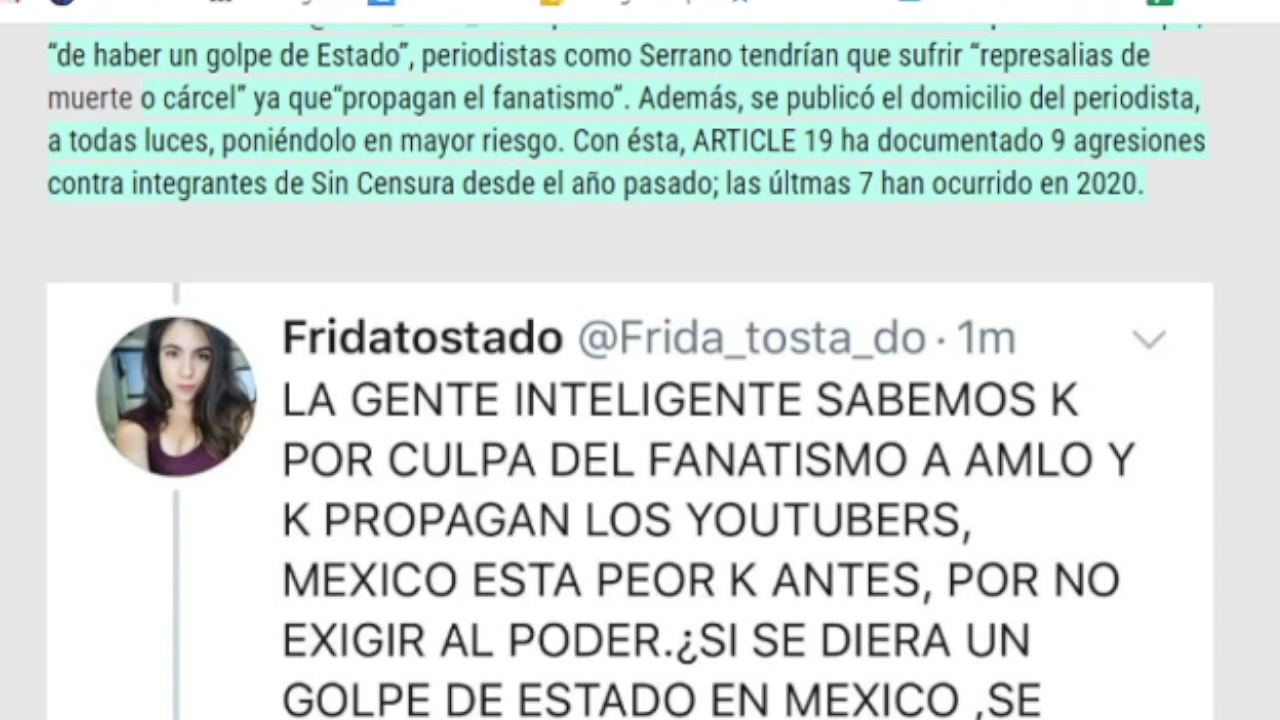 “de haber un golpe de Estado”, periodistas como Serrano tendrían que sufrir “represalias de
muerte o cárcel” ya que“propagan el fanatismo”. Además, se publicó el domicilio del periodista,
a todas luces, poniéndolo en mayor riesgo. Con ésta, ARTICLE 19 ha documentado 9 agresiones
contra integrantes de Sin Censura desde el año pasado; las últmas 7 han ocurrido en 2020.
Fridatostado @Frida_tosta_do · 1m
LA GENTE INTELIGENTE SABEMOS K
POR CULPA DEL FANATISMO A AMLO Y
K PROPAGAN LOS YOUTUBERS,
MEXICO ESTA PEOR K ANTES, POR NO
EXIGIR AL PODER.¿SI SE DIERA UN
GOLPE DE ESTADO EN MEXICO ,SE